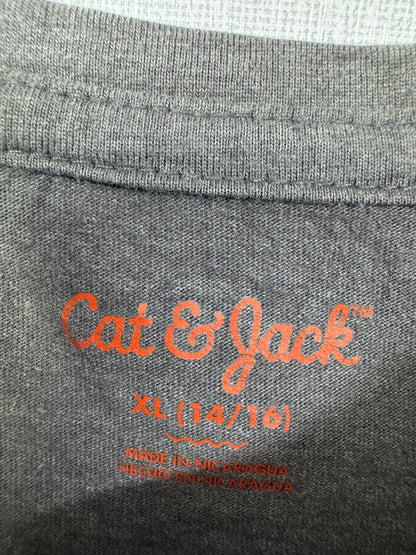 Cat & Jack™
XL (14/16)
MADE IN NICARAGUA
HECHO EN NICARAGUA